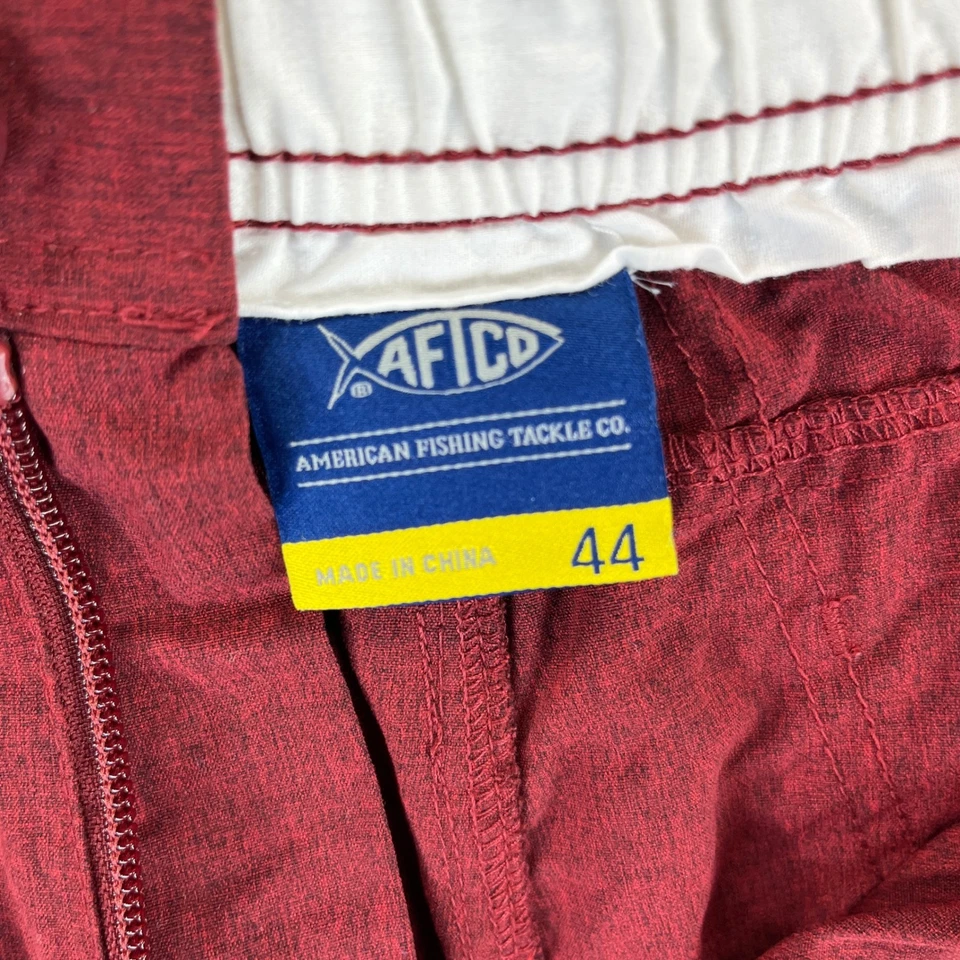 AFTCO
®
AMERICAN FISHING TACKLE CO.
MADE IN CHINA 44